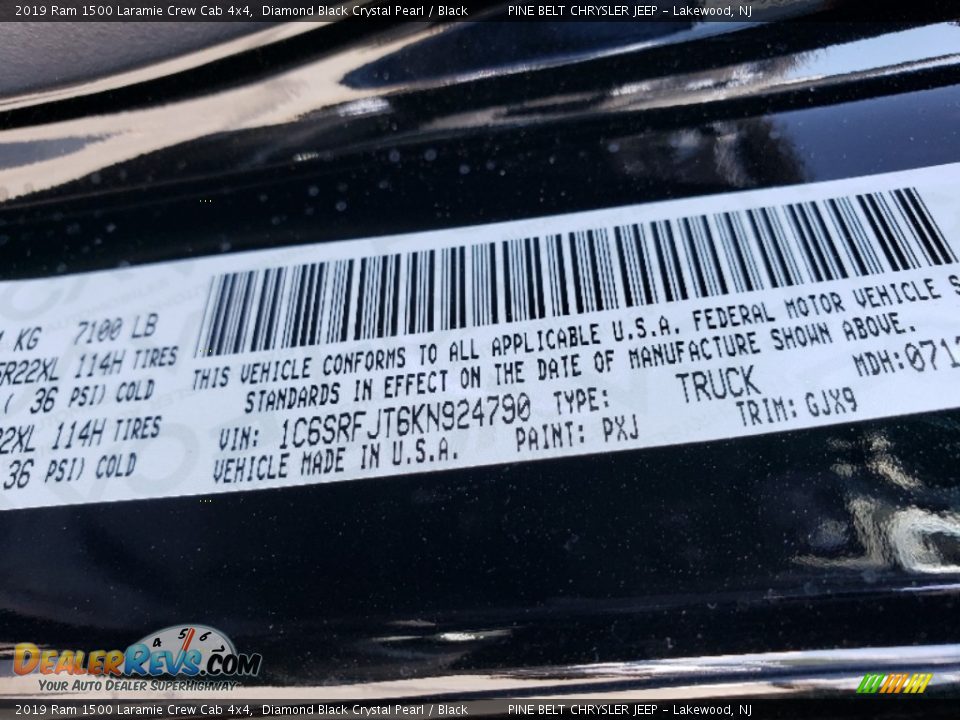 2019 Ram 1500 Laramie Crew Cab 4x4, Diamond Black Crystal Pearl / Black PINE BELT CHRYSLER JEEP - Lakewood, NJ
KG 7100 LB
R22XL 114H TIRES
( 36 PSI) COLD
2XL 114H TIRES
36 PSI) COLD
THIS VEHICLE CONFORMS TO ALL APPLICABLE U.S.A. FEDERAL MOTOR VEHICLE S
STANDARDS IN EFFECT ON THE DATE OF MANUFACTURE SHOWN ABOVE.
VIN: 1C6SRFJT6KN924790 TYPE: TRUCK MDH: 071
VEHICLE MADE IN U.S.A. PAINT: PXJ TRIM: GJX9
4 5 6
DEALERREVS.COM
YOUR AUTO DEALER SUPERHIGHWAY
2019 Ram 1500 Laramie Crew Cab 4x4, Diamond Black Crystal Pearl / Black PINE BELT CHRYSLER JEEP - Lakewood, NJ